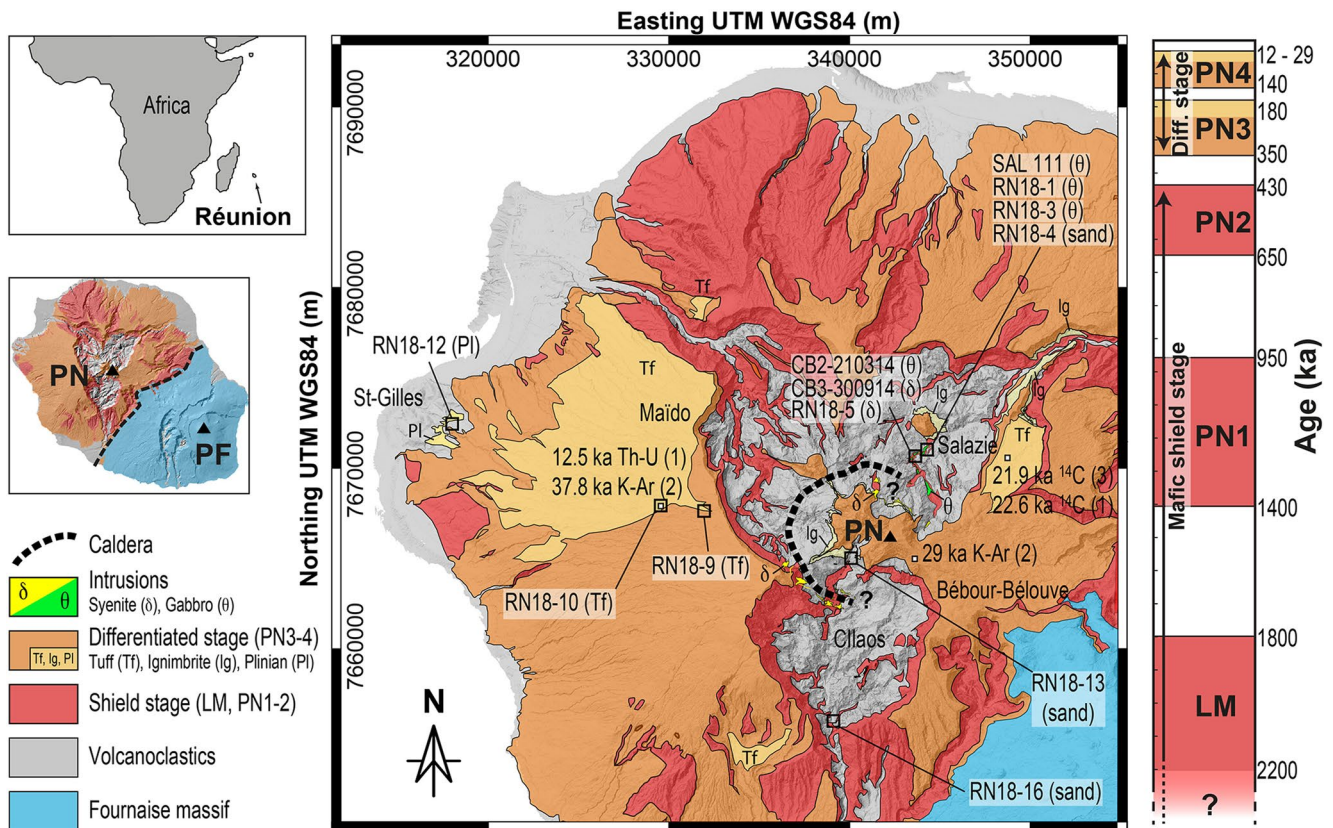 Africa
Réunion
PN
PF
Caldera
δ
θ
Intrusions
Syenite (δ), Gabbro (θ)
Tf, Ig, Pl
Differentiated stage (PN3-4)
Tuff (Tf), Ignimbrite (Ig), Plinian (Pl)
Shield stage (LM, PN1-2)
Volcanoclastics
Fournaise massif
Easting UTM WGS84 (m)
320000
330000
340000
350000
Northing UTM WGS84 (m)
7690000
7680000
7670000
7660000
SAL 111 (θ)
RN18-1 (θ)
RN18-3 (θ)
RN18-4 (sand)
Tf
Ig
RN18-12 (Pl)
St-Gilles
Pl
Tf
Maïdo
CB2-210314 (θ)
CB3-300914 (δ)
RN18-5 (δ)
Ig
Ig
Tf
Salazie
12.5 ka Th-U (1)
37.8 ka K-Ar (2)
21.9 ka ¹⁴C (3)
22.6 ka ¹⁴C (1)
?
δ
θ
Ig
PN
29 ka K-Ar (2)
RN18-9 (Tf)
RN18-10 (Tf)
δ
?
Bébour-Bélouve
CIlaos
RN18-13
(sand)
Tf
RN18-16 (sand)
N
12 - 29
PN4
140
180
PN3
350
Diff. stage
430
PN2
650
950
PN1
1400
Mafic shield stage
1800
LM
2200
?
Age (ka)